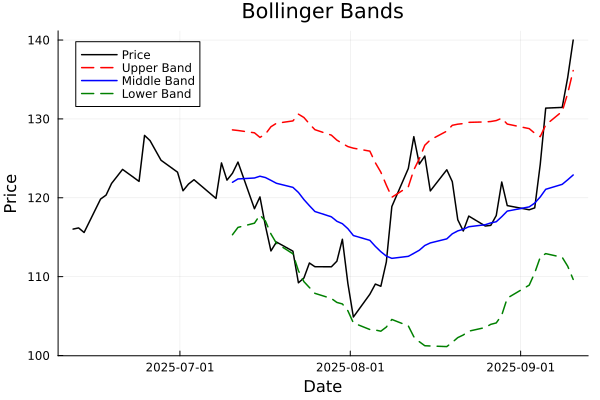 Bollinger Bands
Price
Upper Band
Middle Band
Lower Band
140
130
120
110
100
Price
2025-07-01
2025-08-01
2025-09-01
Date